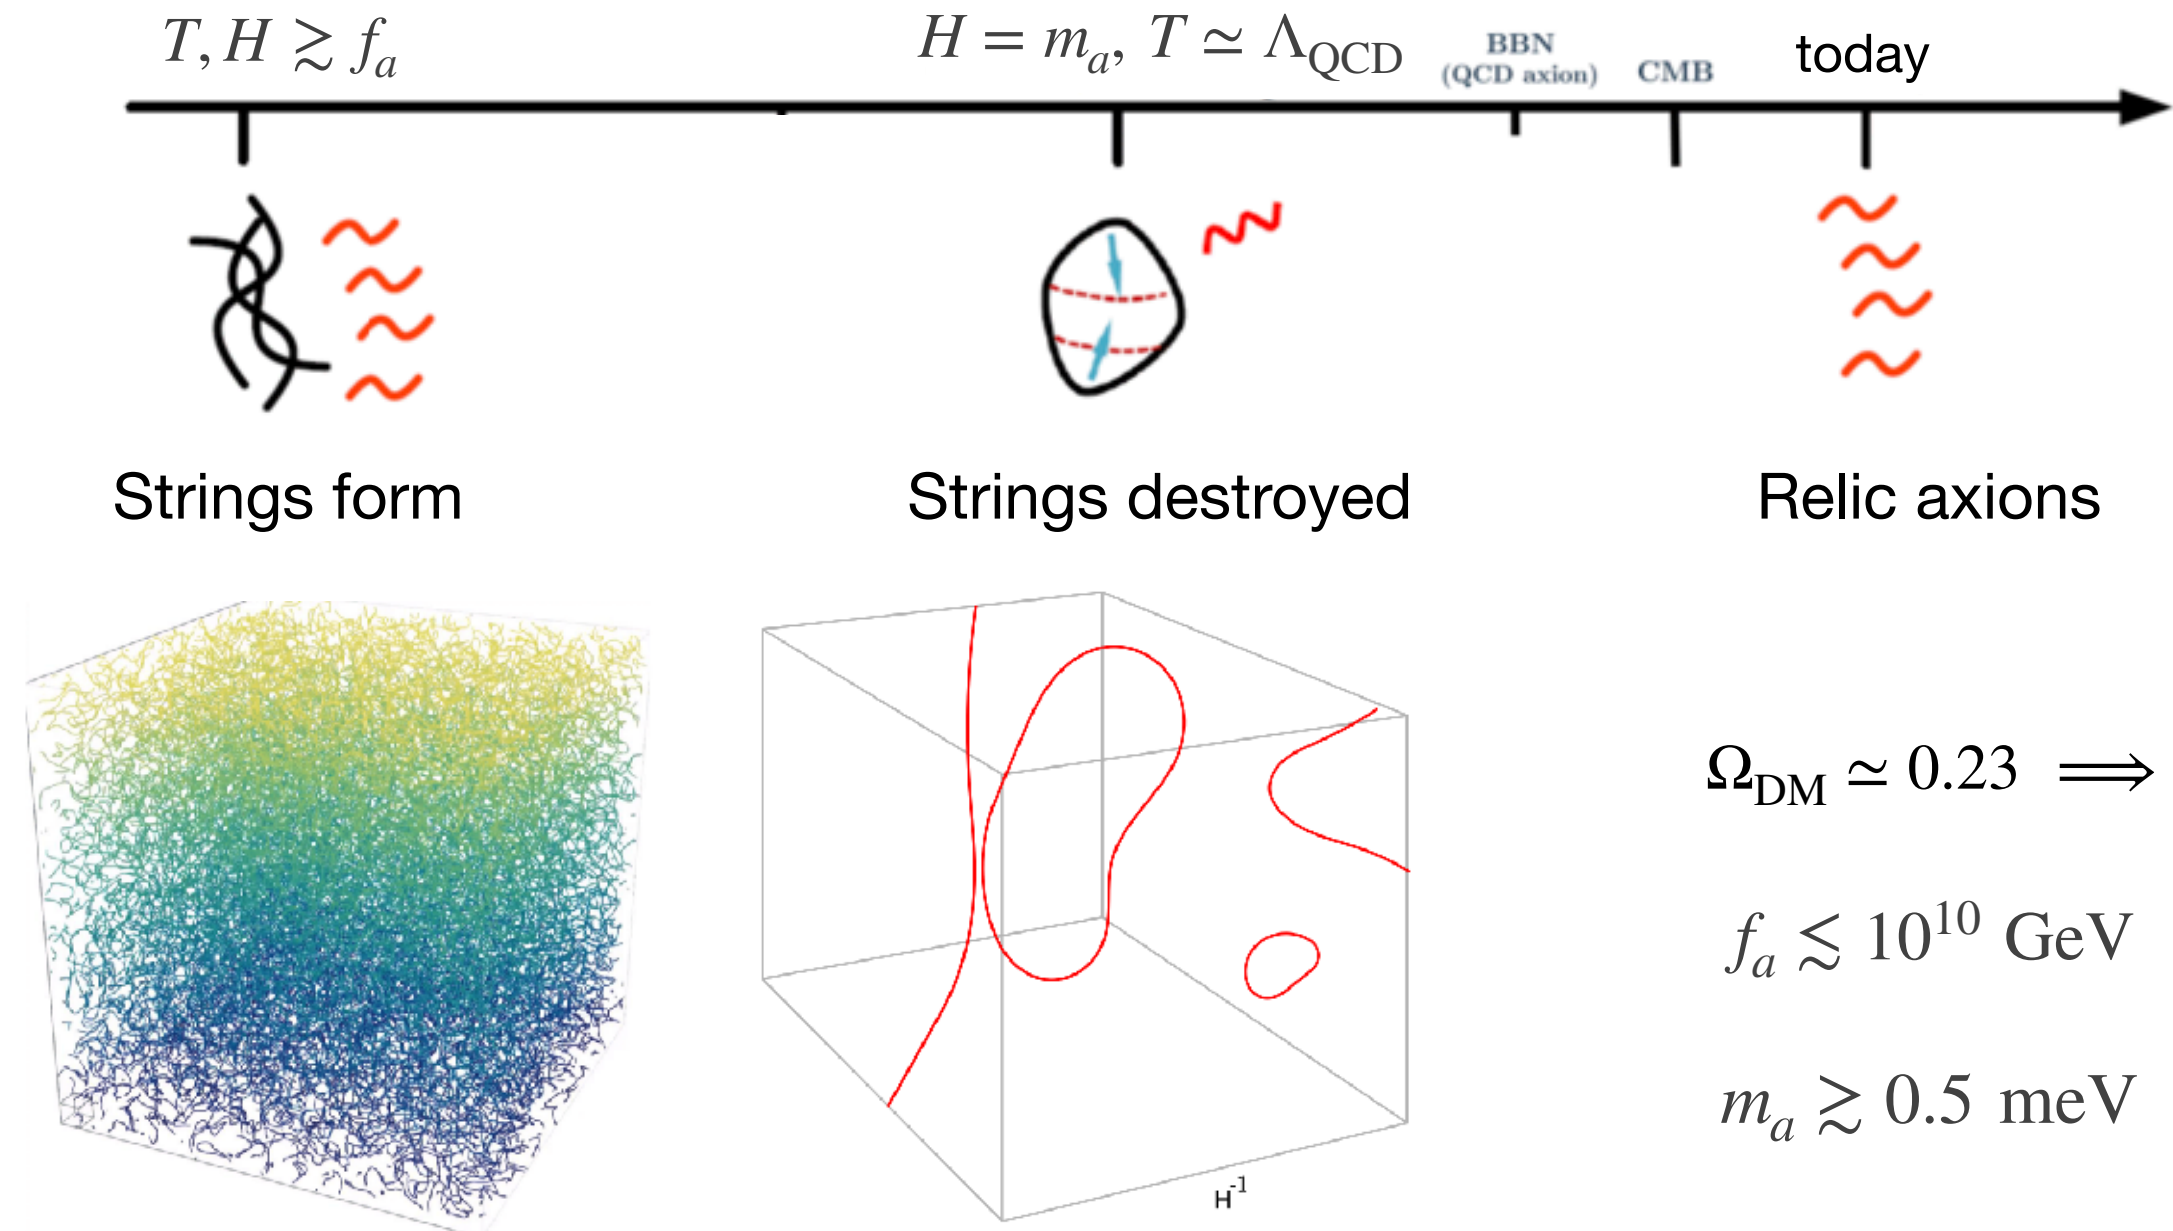 T, H ≳ f_a
H = m_a, T ≃ Λ_QCD
BBN
(QCD axion)
CMB
today
Strings form
Strings destroyed
Relic axions
Ω_DM ≃ 0.23 ⟹
f_a ≲ 10^10 GeV
m_a ≳ 0.5 meV
H^-1